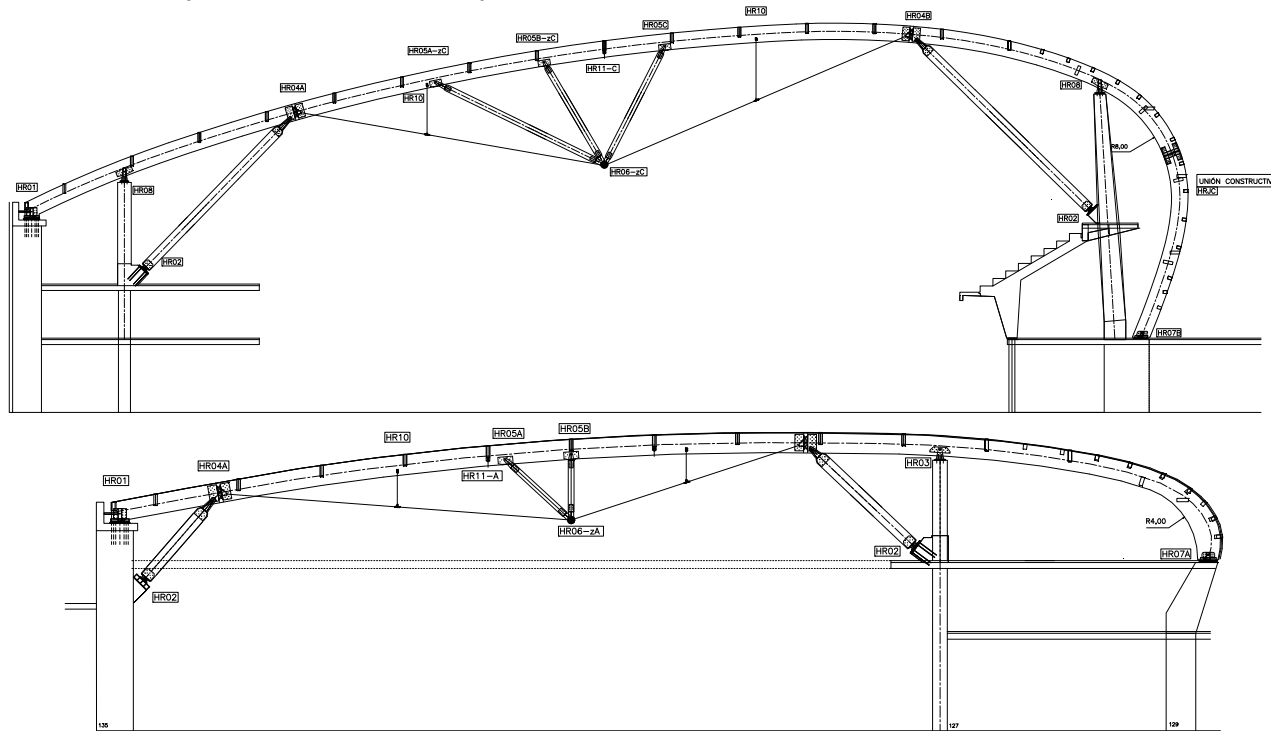 HR10
HR04B
HR05C
HR05B-zC
HR05A-zC
HR11-C
HR04A
HR10
HR08
R8,00
HR01
HR08
HR06-zC
UNIÓN CONSTRUCTIV
HRJC
HR02
HR02
HR07B
HR05B
HR05A
HR10
HR04A
HR03
HR11-A
HR01
R4,00
HR06-zA
HR02
HR07A
HR02
135
127
129